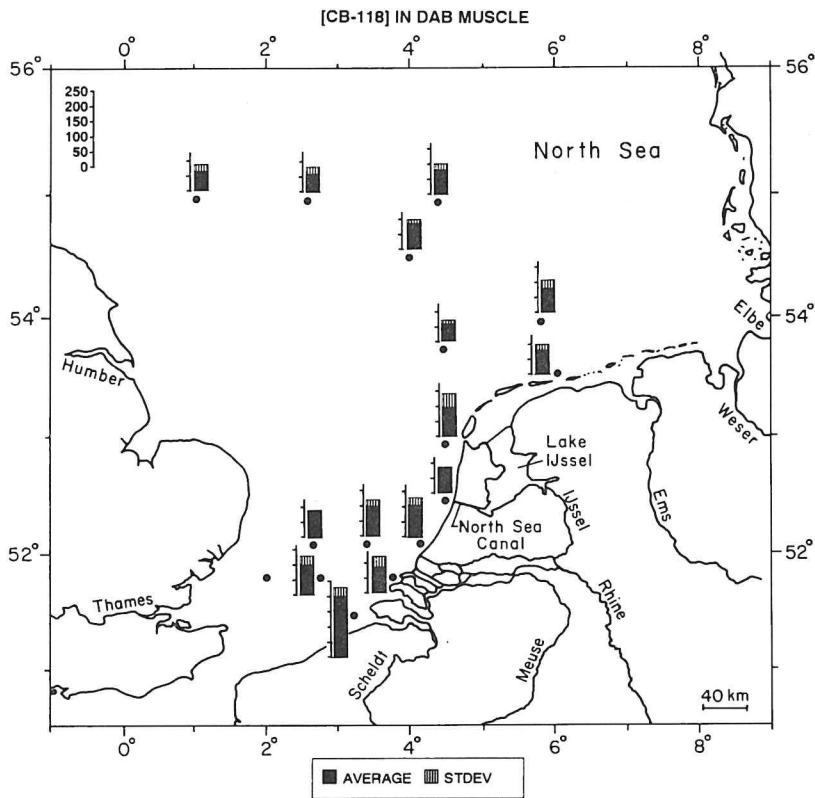 [CB-118] IN DAB MUSCLE
0° 2° 4° 6° 8°
56° 56°
250
200
150
100
50
0
North Sea
54° 54°
Elbe
Humber
Weser
Lake
IJssel
Ems
IJssel
North Sea
Canal
52° 52°
Thames
Rhine
Meuse
Scheldt
40 km
0° 2° 4° 6° 8°
AVERAGE STDEV